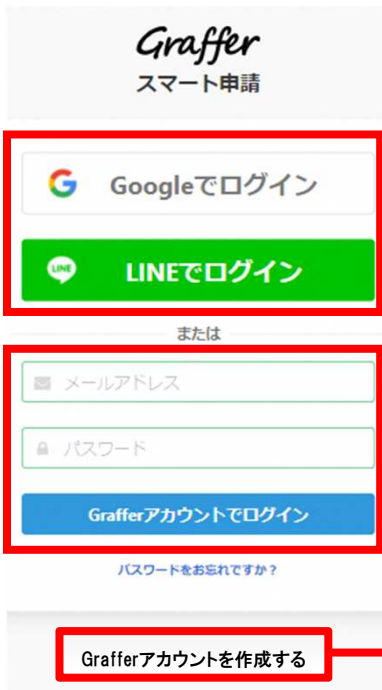 Graffer
スマート申請
Googleでログイン
LINE
LINEでログイン
または
メールアドレス
パスワード
Grafferアカウントでログイン
パスワードをお忘れですか？
Grafferアカウントを作成する